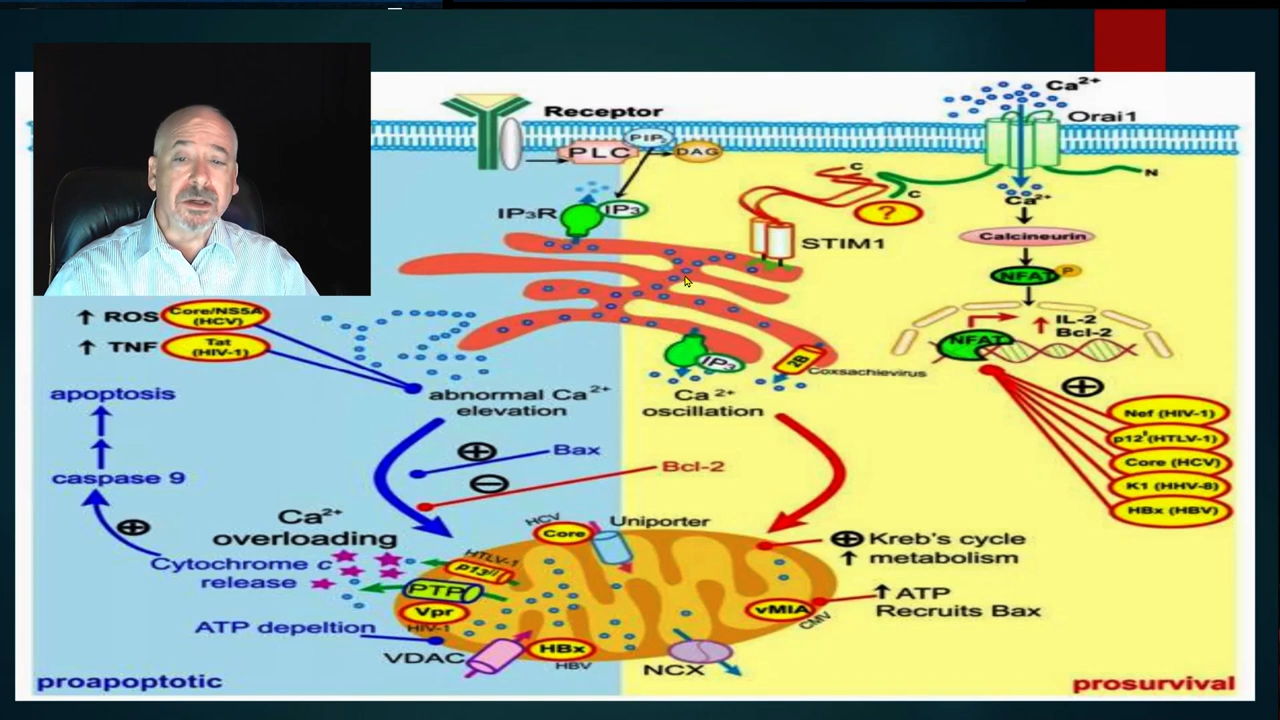 Receptor
Ca²⁺
Orai1
PIP₂
PLC
DAG
C
C
N
IP₃R
IP₃
?
STIM1
Ca²⁺
Calcineurin
NFAT
P
↑ ROS
Core/NS5A
(HCV)
↑ TNF
Tat
(HIV-1)
↑ IL-2
Bcl-2
NFAT
IP₃
2B
Coxsachievirus
apoptosis
abnormal Ca²⁺
elevation
Ca²⁺
oscillation
⊕
Nef (HIV-1)
p12ᴵ(HTLV-1)
Core (HCV)
K1 (HHV-8)
HBx (HBV)
⊕
Bax
⊖
Bcl-2
caspase 9
⊕
Ca²⁺
overloading
HCV
Core
Uniporter
⊕ Kreb's cycle
↑ metabolism
Cytochrome c
release
HTLV-1
p13ᴵᴵ
PTP
Vpr
HIV-1
vMIA
CMV
↑ ATP
Recruits Bax
ATP depeltion
VDAC
HBx
HBV
NCX
proapoptotic
prosurvival